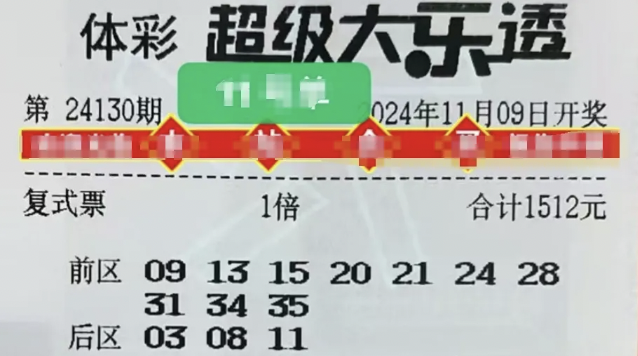 体彩 超级大乐透
第 24130期 2024年11月09日开奖
复式票 1倍 合计1512元
前区 09 13 15 20 21 24 28
31 34 35
后区 03 08 11